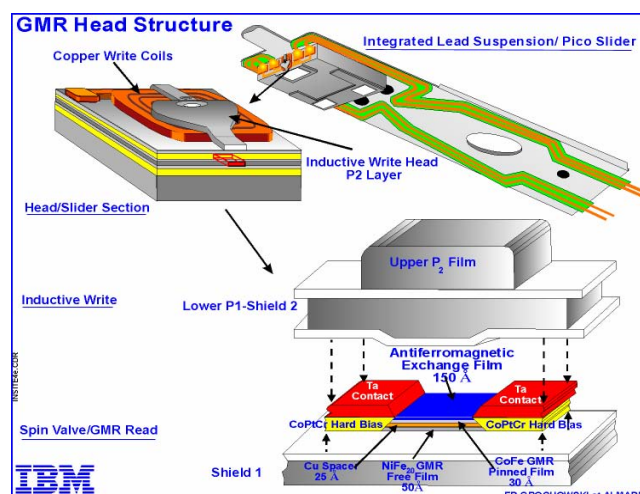 GMR Head Structure
Copper Write Coils
Integrated Lead Suspension/ Pico Slider
Inductive Write Head
P2 Layer
Head/Slider Section
Upper P2 Film
Inductive Write
Lower P1-Shield 2
Antiferromagnetic
Exchange Film
150 Å
Ta
Contact
Ta
Contact
CoPtCr Hard Bias
CoPtCr Hard Bias
Spin Valve/GMR Read
Cu Spacer
25 Å
NiFe20 GMR
Free Film
50Å
CoFe GMR
Pinned Film
30 Å
Shield 1
IBM
INSITE4e.CDR